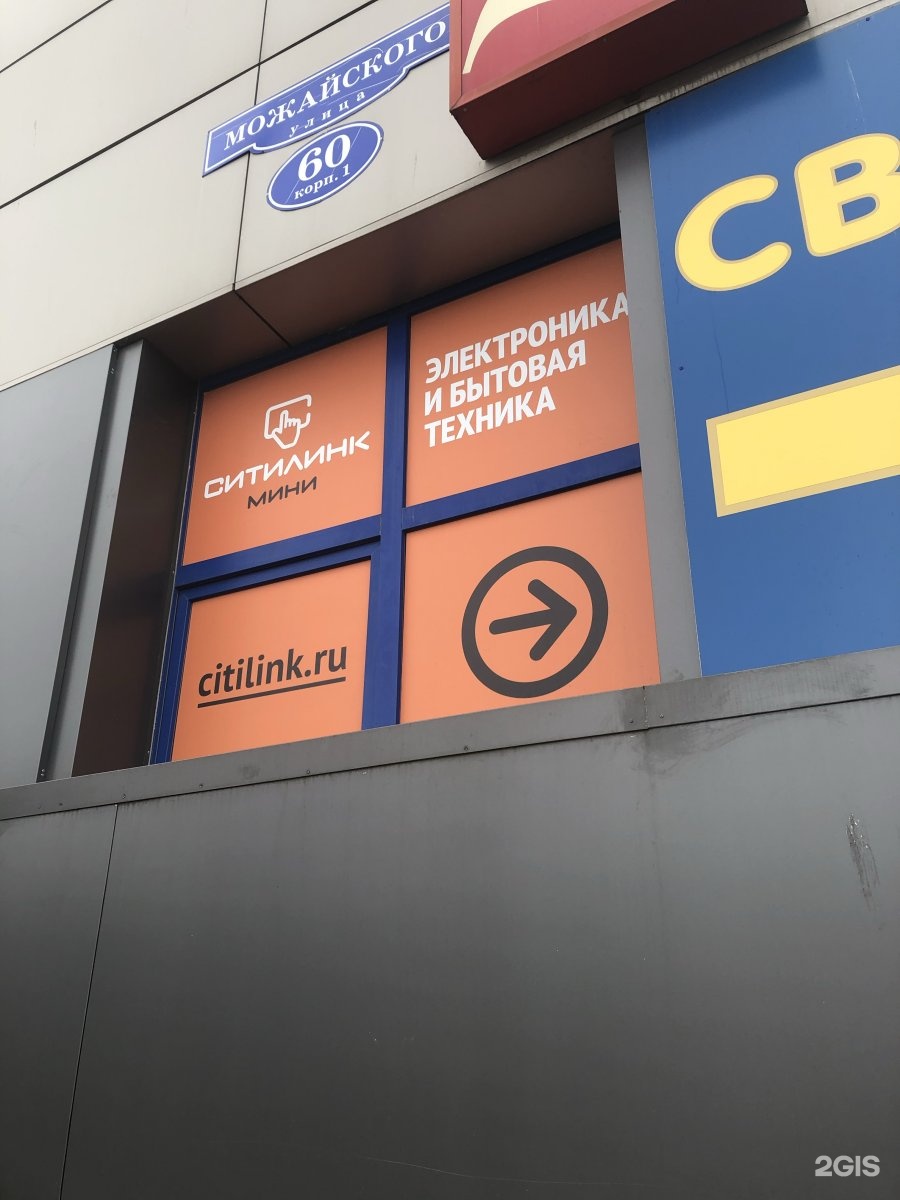 МОЖАЙСКОГО
улица
60
корп. 1
СВ
ЭЛЕКТРОНИКА
И БЫТОВАЯ
ТЕХНИКА
СИТИЛИНК
МИНИ
citilink.ru
2GIS